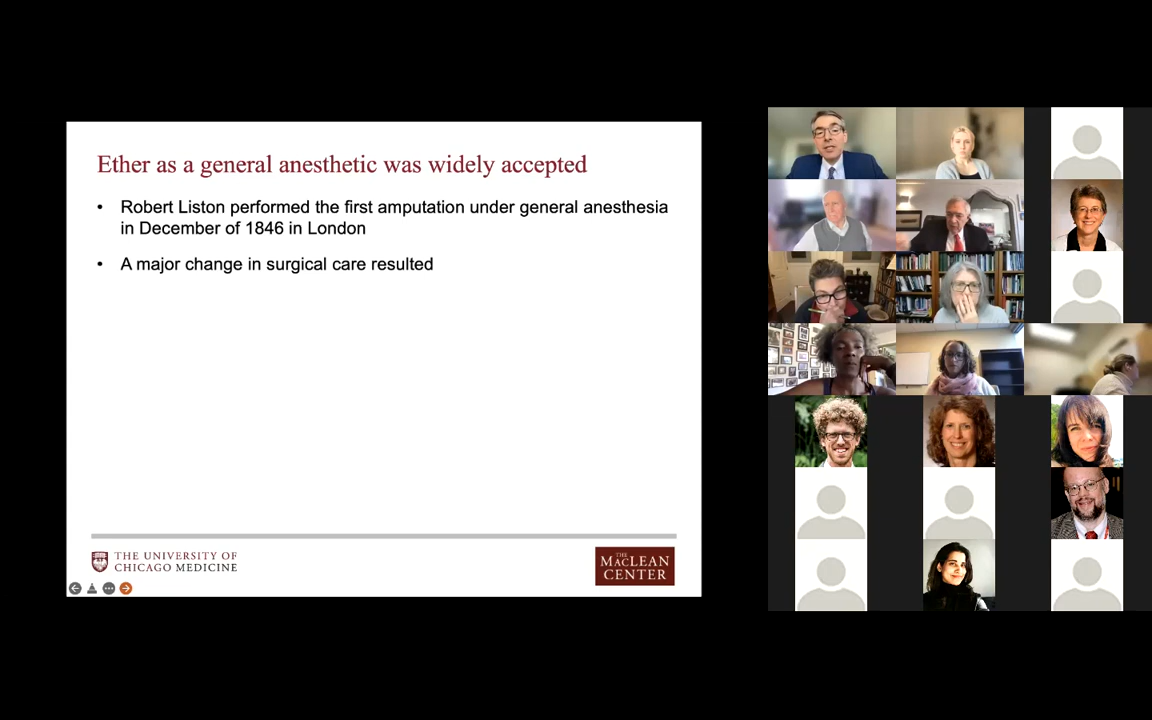 Ether as a general anesthetic was widely accepted
• Robert Liston performed the first amputation under general anesthesia
in December of 1846 in London
• A major change in surgical care resulted
THE UNIVERSITY OF
CHICAGO MEDICINE
THE
MACLEAN
CENTER